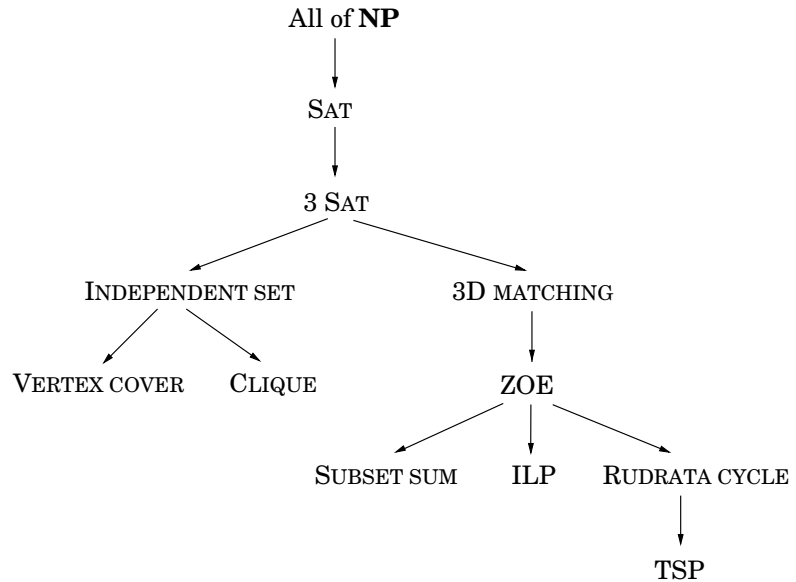 All of NP
SAT
3 SAT
INDEPENDENT SET
3D MATCHING
VERTEX COVER
CLIQUE
ZOE
SUBSET SUM
ILP
RUDRATA CYCLE
TSP